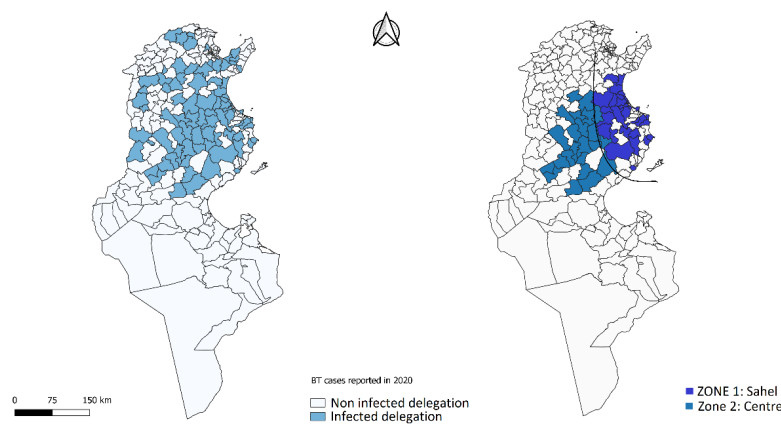 0 75 150 km
BT cases reported in 2020
Non infected delegation
Infected delegation
ZONE 1: Sahel
Zone 2: Centre